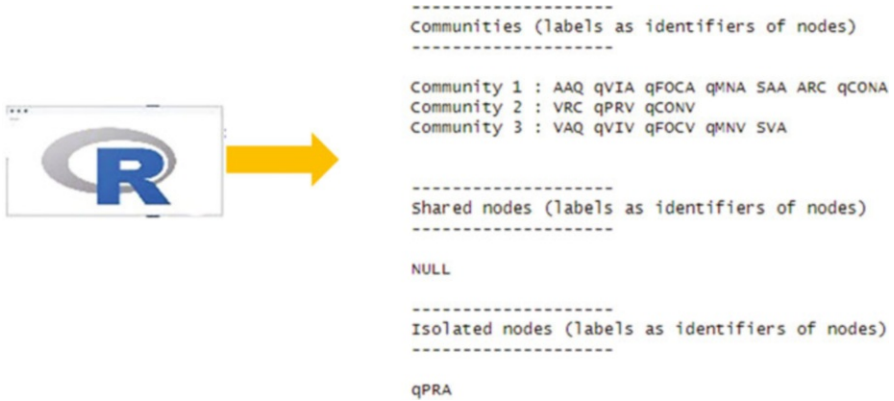 R
--------------------
Communities (labels as identifiers of nodes)
--------------------
Community 1 : AAQ qVIA qFOCA qMNA SAA ARC qCONA
Community 2 : VRC qPRV qCONV
Community 3 : VAQ qVIV qFOCV qMNV SVA
--------------------
Shared nodes (labels as identifiers of nodes)
--------------------
NULL
--------------------
Isolated nodes (labels as identifiers of nodes)
--------------------
qPRA